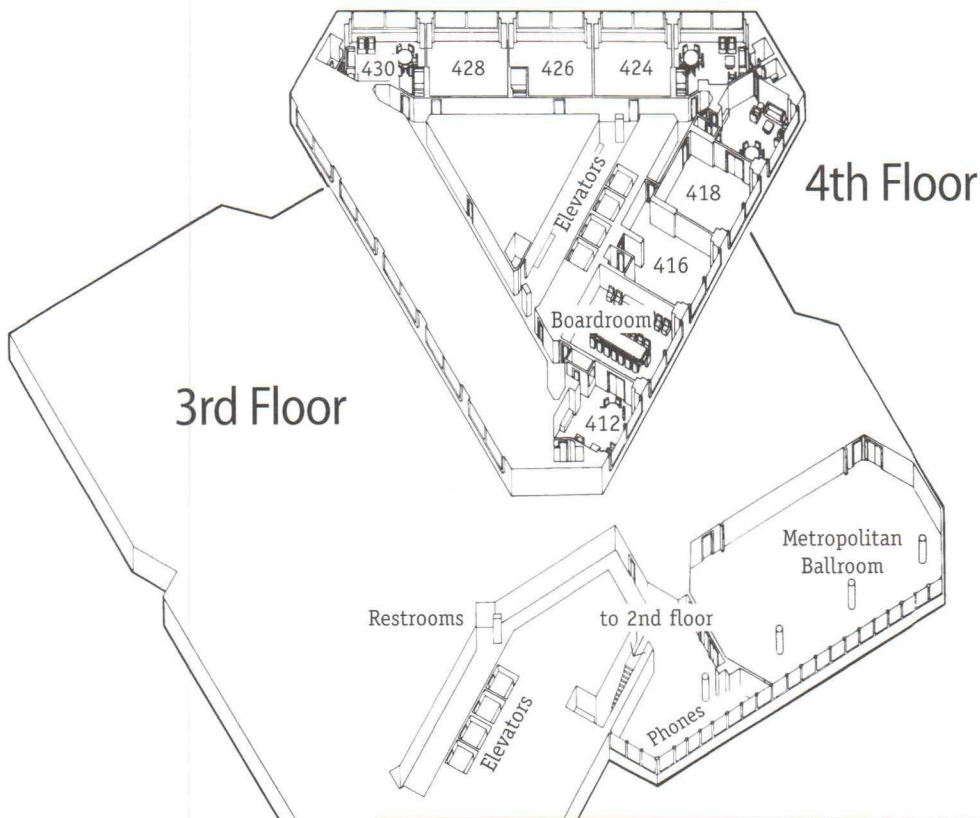 430
428
426
424
Elevators
418
4th Floor
416
Boardroom
3rd Floor
412
Metropolitan
Ballroom
Restrooms
to 2nd floor
Elevators
Phones